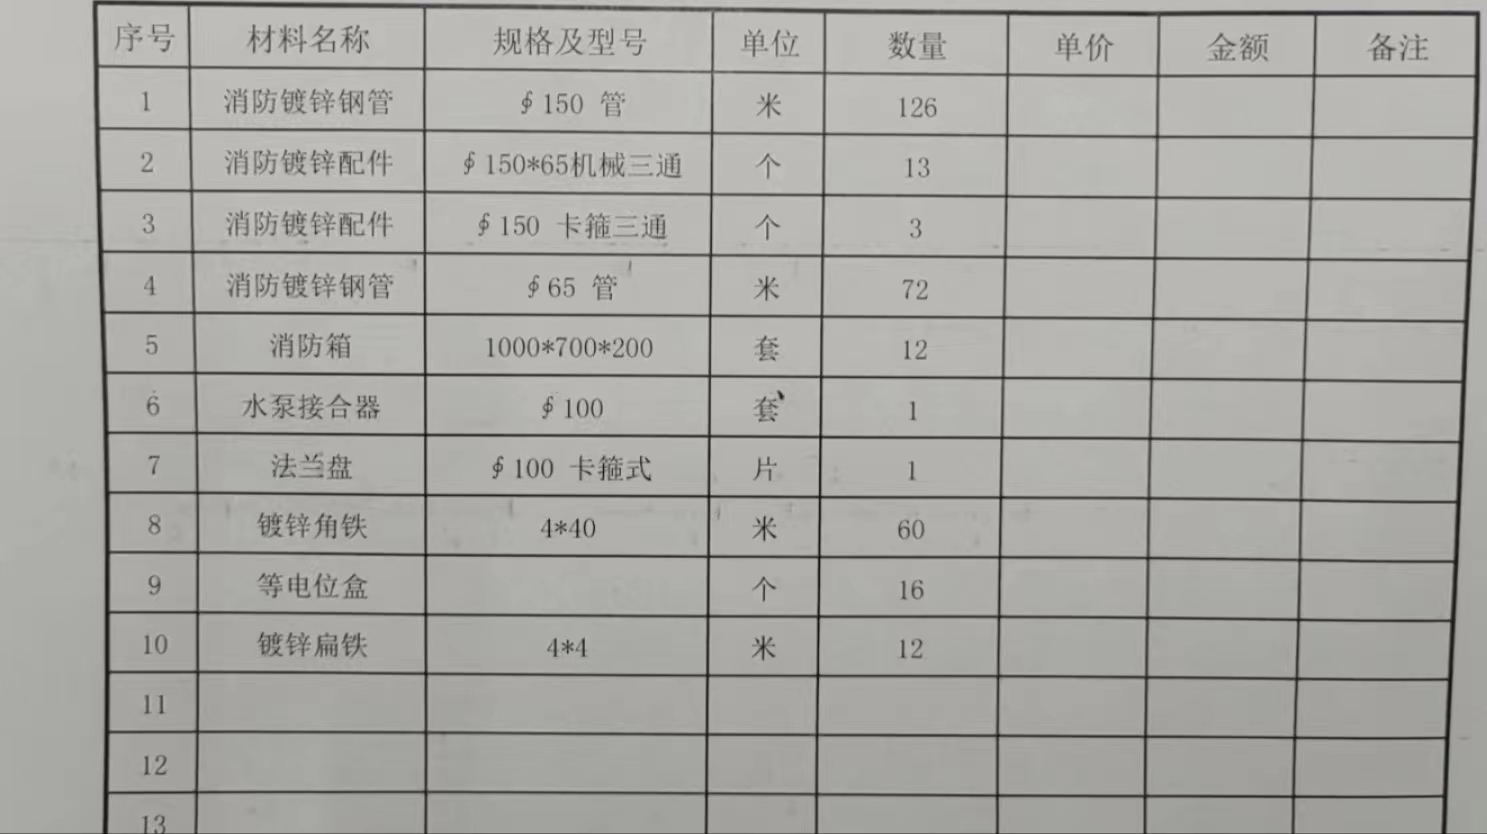 序号 材料名称 规格及型号 单位 数量 单价 金额 备注
1 消防镀锌钢管 ∮150 管 米 126
2 消防镀锌配件 ∮150*65机械三通 个 13
3 消防镀锌配件 ∮150 卡箍三通 个 3
4 消防镀锌钢管 ∮65 管 米 72
5 消防箱 1000*700*200 套 12
6 水泵接合器 ∮100 套 1
7 法兰盘 ∮100 卡箍式 片 1
8 镀锌角铁 4*40 米 60
9 等电位盒 个 16
10 镀锌扁铁 4*4 米 12
11
12
13